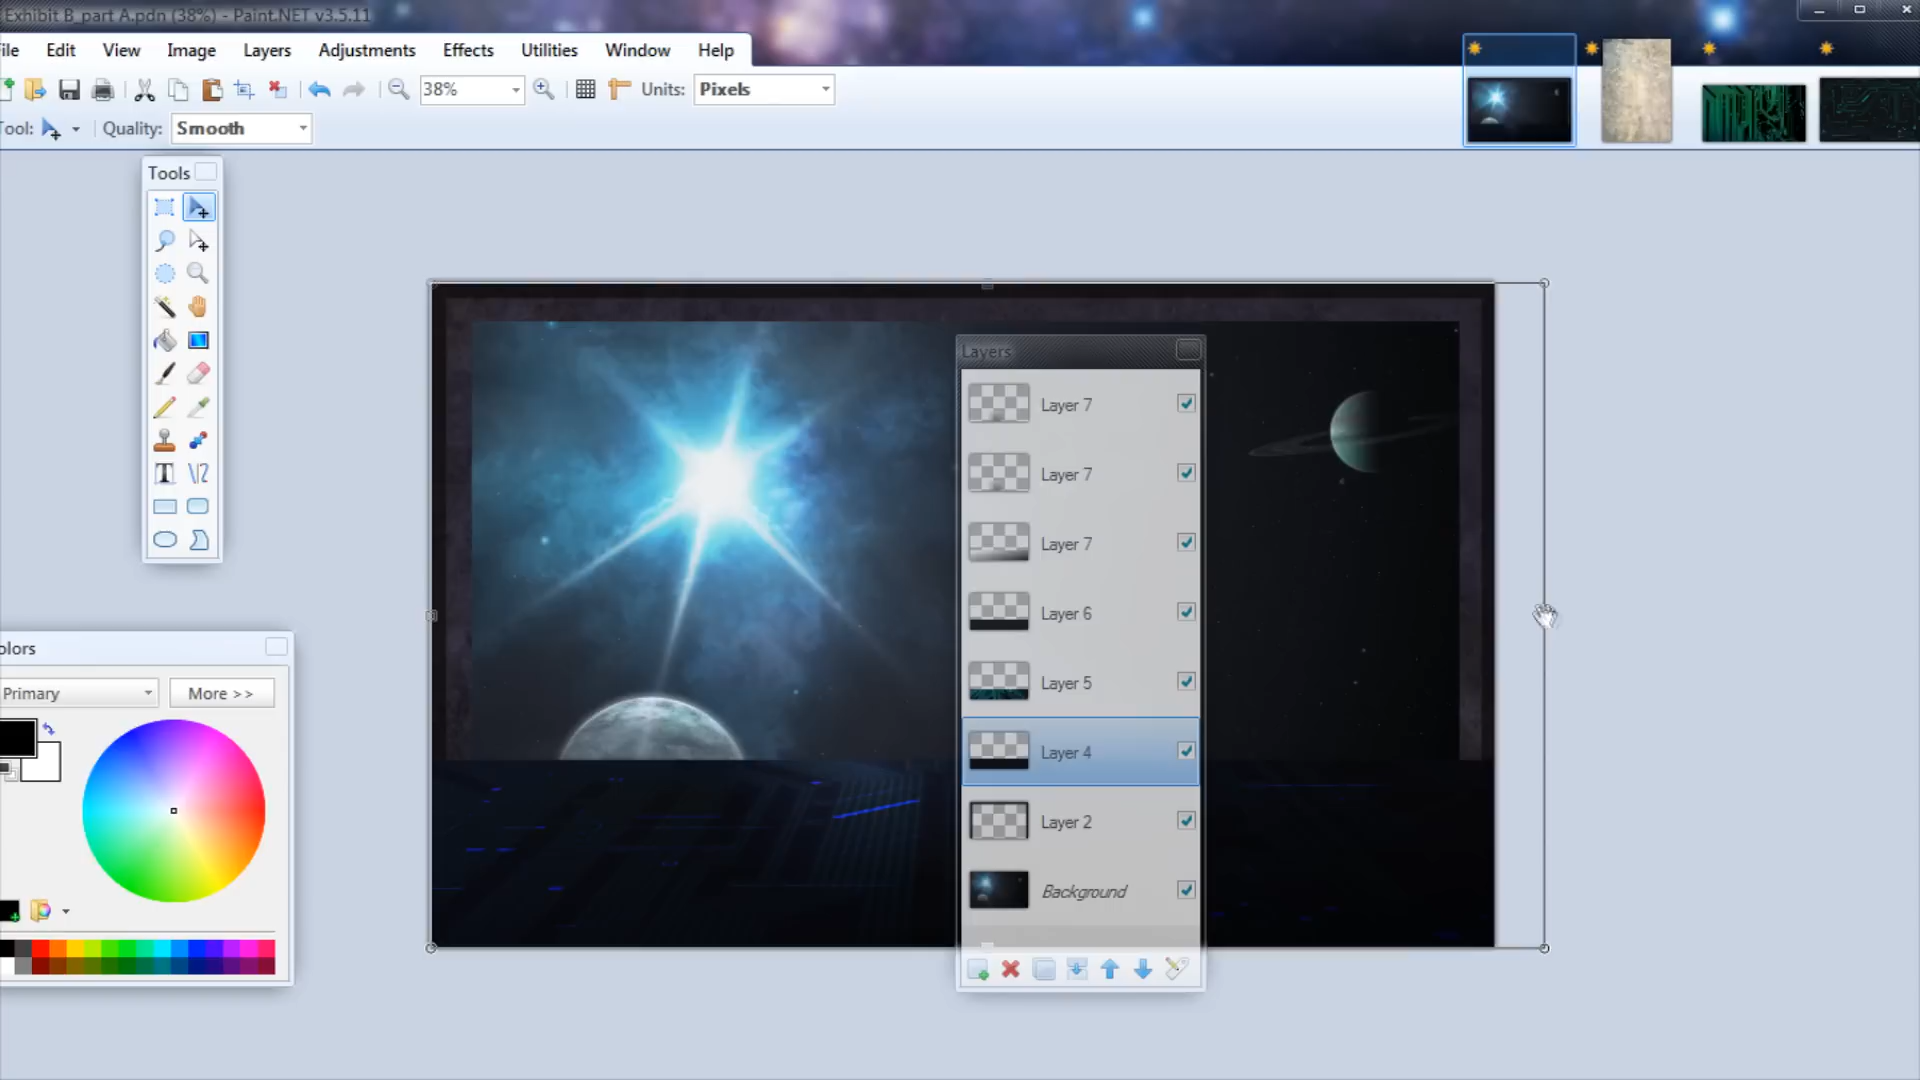 Exhibit B_part A.pdn (38%) - Paint.NET v3.5.11
ile Edit View Image Layers Adjustments Effects Utilities Window Help
38% Units: Pixels
Tool: Quality: Smooth
Tools
Layers
Layer 7
Layer 7
Layer 7
Layer 6
Layer 5
Layer 4
Layer 2
Background
olors
Primary More >>